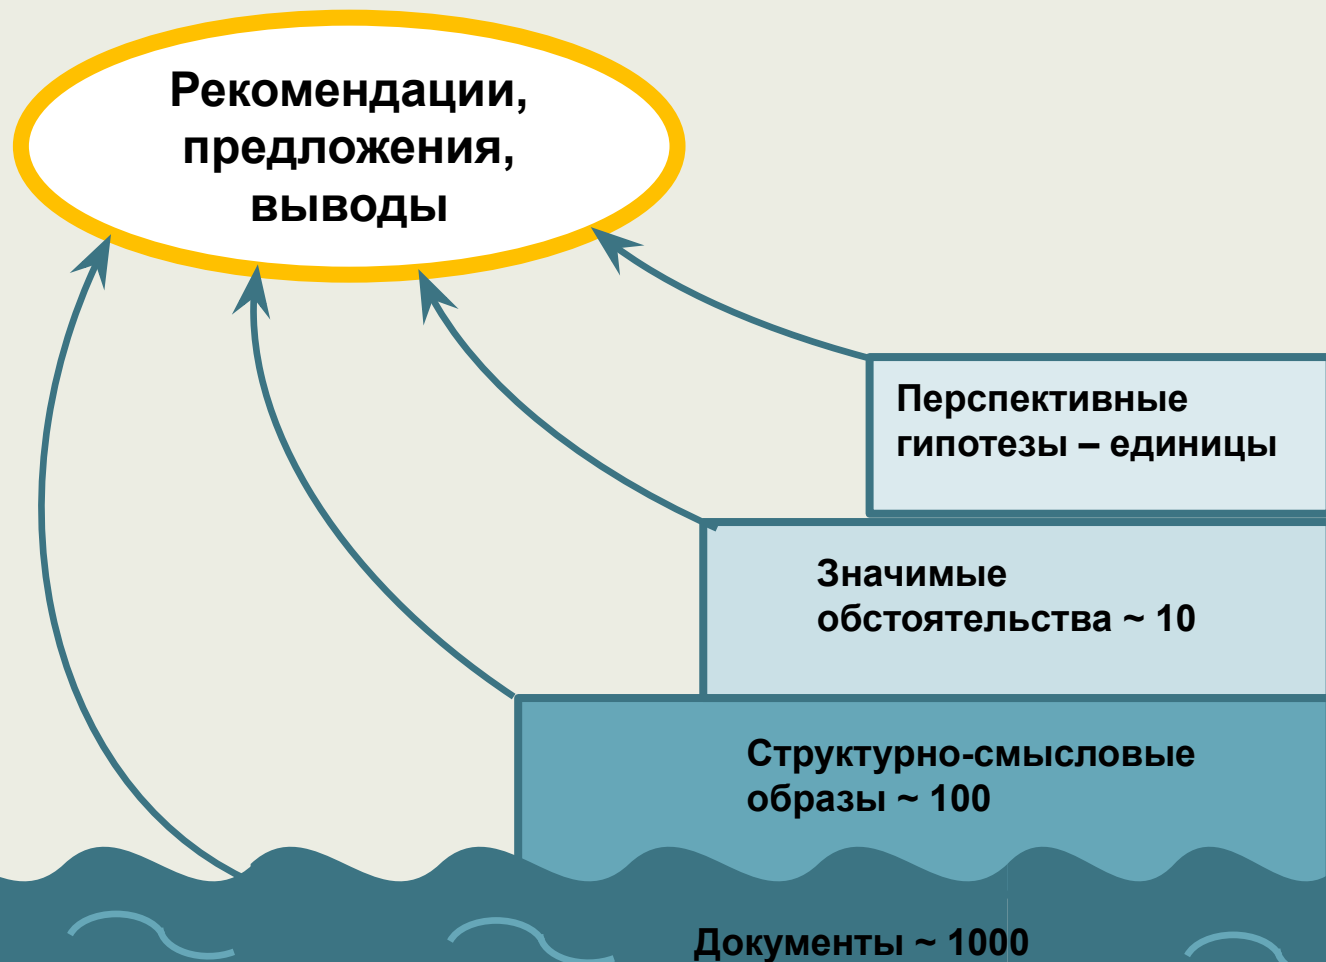 Рекомендации,
предложения,
выводы
Перспективные
гипотезы – единицы
Значимые
обстоятельства ~ 10
Структурно-смысловые
образы ~ 100
Документы ~ 1000